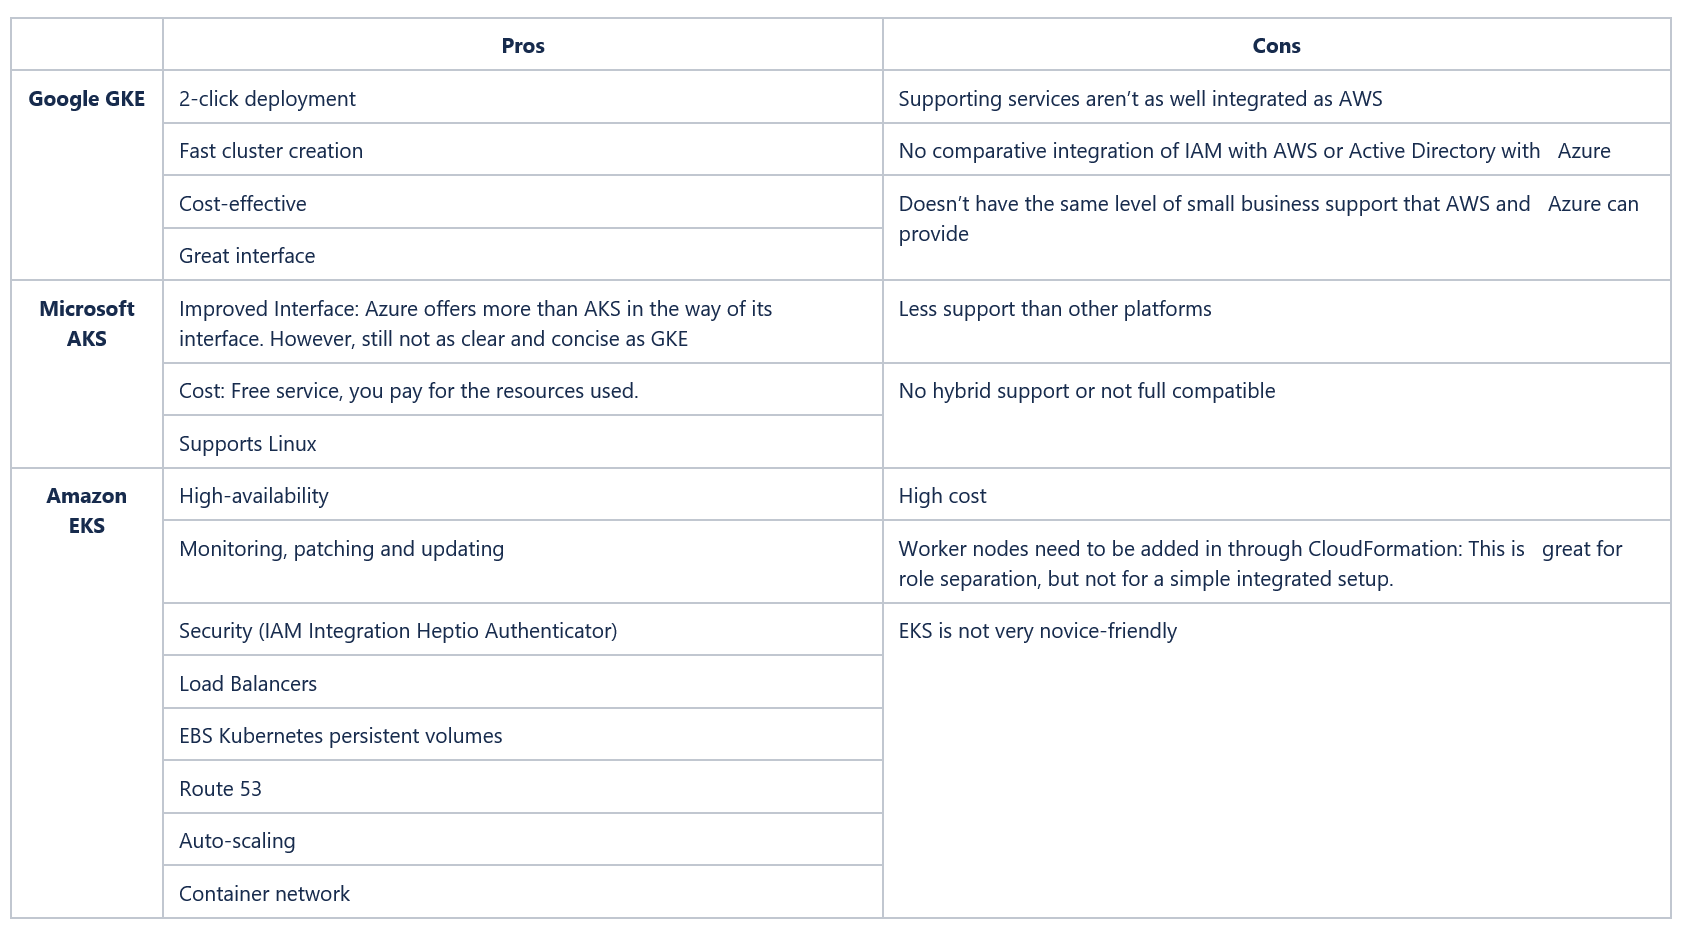 Pros
Cons
Google GKE
2-click deployment
Supporting services aren’t as well integrated as AWS
Fast cluster creation
No comparative integration of IAM with AWS or Active Directory with   Azure
Cost-effective
Doesn’t have the same level of small business support that AWS and   Azure can
provide
Great interface
Microsoft
AKS
Improved Interface: Azure offers more than AKS in the way of its
interface. However, still not as clear and concise as GKE
Less support than other platforms
Cost: Free service, you pay for the resources used.
No hybrid support or not full compatible
Supports Linux
Amazon
EKS
High-availability
High cost
Monitoring, patching and updating
Worker nodes need to be added in through CloudFormation: This is   great for
role separation, but not for a simple integrated setup.
Security (IAM Integration Heptio Authenticator)
EKS is not very novice-friendly
Load Balancers
EBS Kubernetes persistent volumes
Route 53
Auto-scaling
Container network